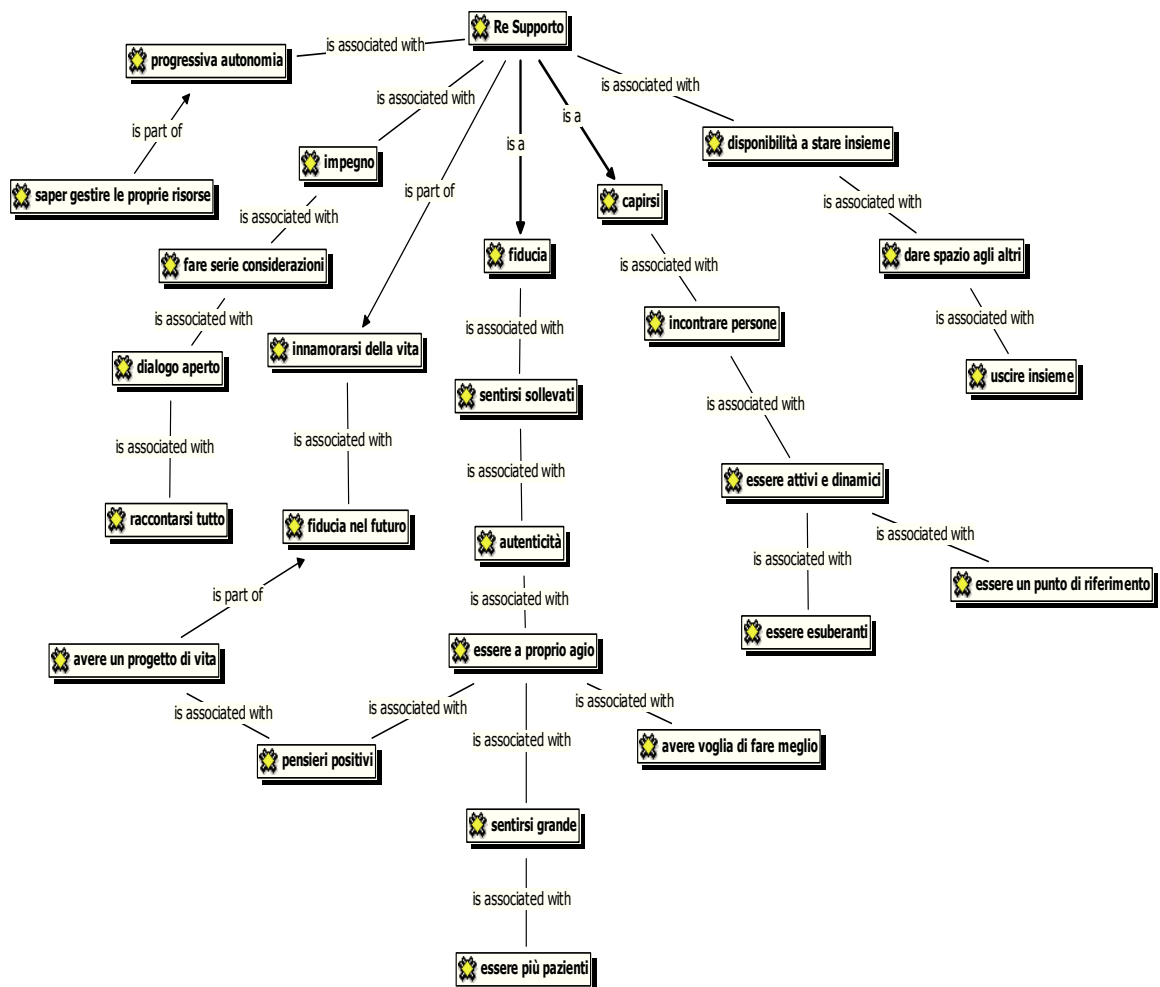 Re Supporto
is associated with
progressiva autonomia
is associated with
is associated with
is a
is part of
disponibilità a stare insieme
is a
impegno
saper gestire le proprie risorse
is part of
capirsi
is associated with
is associated with
fare serie considerazioni
fiducia
dare spazio agli altri
is associated with
is associated with
is associated with
incontrare persone
is associated with
innamorarsi della vita
dialogo aperto
uscire insieme
sentirsi sollevati
is associated with
is associated with
is associated with
is associated with
essere attivi e dinamici
raccontarsi tutto
fiducia nel futuro
is associated with
autenticità
is associated with
essere un punto di riferimento
is part of
is associated with
essere esuberanti
avere un progetto di vita
essere a proprio agio
is associated with
is associated with
is associated with
is associated with
avere voglia di fare meglio
pensieri positivi
sentirsi grande
is associated with
essere più pazienti